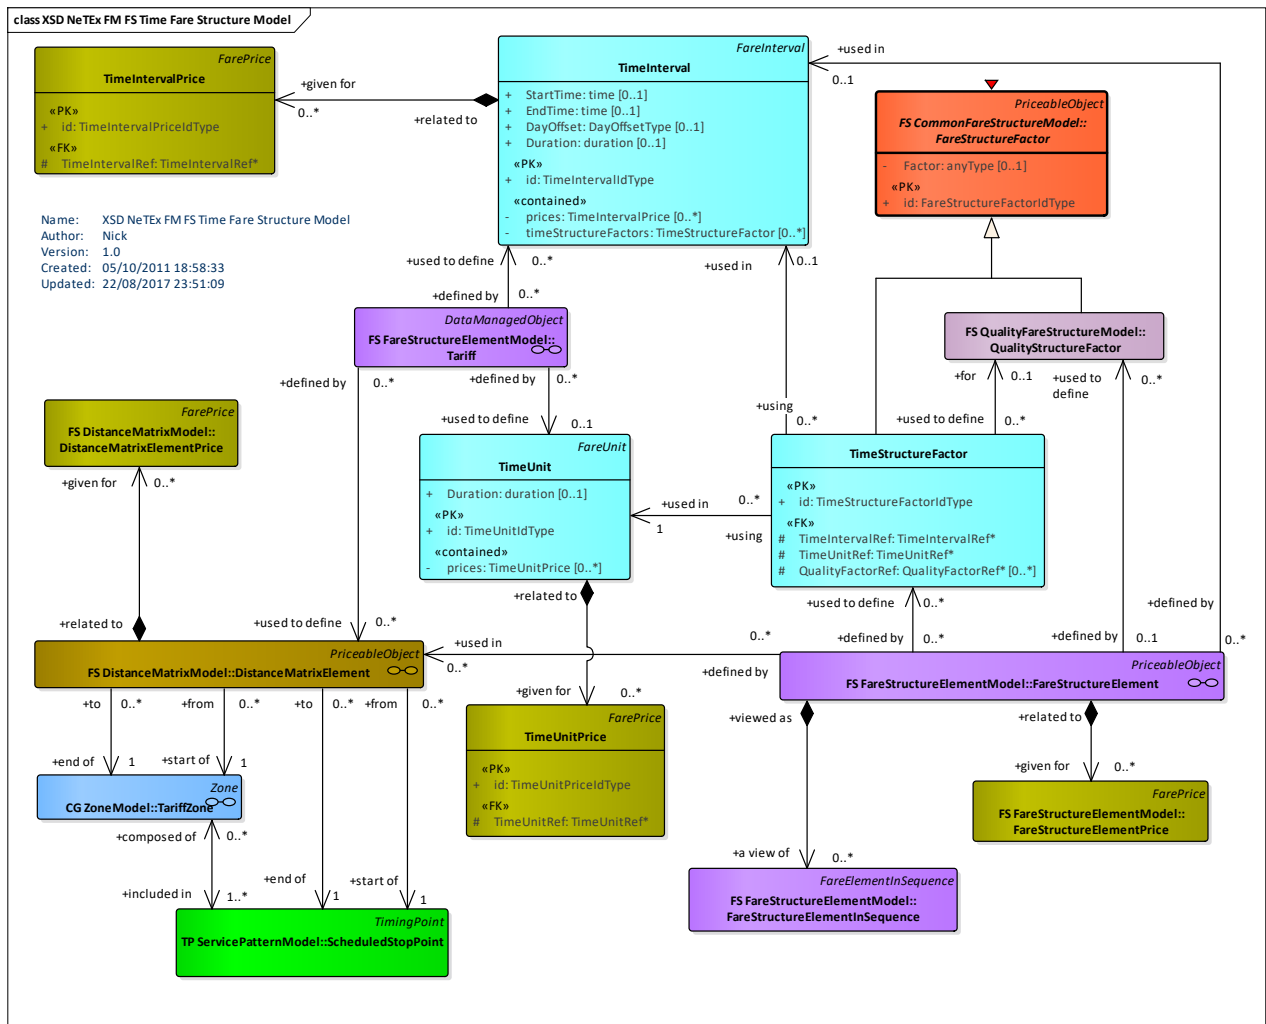 class XSD NeTEx FM FS Time Fare Structure Model
FarePrice
TimeIntervalPrice
«PK»
+ id: TimeIntervalPriceIdType
«FK»
# TimeIntervalRef: TimeIntervalRef*
+given for
0..*
+related to
FareInterval
TimeInterval
+ StartTime: time [0..1]
+ EndTime: time [0..1]
+ DayOffset: DayOffsetType [0..1]
+ Duration: duration [0..1]
«PK»
+ id: TimeIntervalIdType
«contained»
- prices: TimeIntervalPrice [0..*]
- timeStructureFactors: TimeStructureFactor [0..*]
+used in
0..1
PriceableObject
FS CommonFareStructureModel::
FareStructureFactor
- Factor: anyType [0..1]
«PK»
+ id: FareStructureFactorIdType
Name: XSD NeTEx FM FS Time Fare Structure Model
Author: Nick
Version: 1.0
Created: 05/10/2011 18:58:33
Updated: 22/08/2017 23:51:09
+used to define
0..*
+used in
0..1
+defined by
0..*
DataManagedObject
FS FareStructureElementModel::
Tariff
FS QualityFareStructureModel::
QualityStructureFactor
+defined by
0..*
+defined by
0..*
+for
0..1
+used to
define
0..*
+used to define
0..1
+using
0..*
+used to define
0..*
FarePrice
FS DistanceMatrixModel::
DistanceMatrixElementPrice
+given for
0..*
FareUnit
TimeUnit
+ Duration: duration [0..1]
«PK»
+ id: TimeUnitIdType
«contained»
- prices: TimeUnitPrice [0..*]
+used in
1
0..*
+using
TimeStructureFactor
«PK»
+ id: TimeStructureFactorIdType
«FK»
# TimeIntervalRef: TimeIntervalRef*
# TimeUnitRef: TimeUnitRef*
# QualityFactorRef: QualityFactorRef* [0..*]
+related to
+used to define
0..*
+defined by
+related to
+used to define
0..*
+used in
0..*
0..*
+defined by
+defined by
0..*
+defined by
0..1
0..*
PriceableObject
FS DistanceMatrixModel::DistanceMatrixElement
PriceableObject
FS FareStructureElementModel::FareStructureElement
+to
0..*
+from
0..*
+to
0..*
+from
0..*
+given for
0..*
+viewed as
+related to
FarePrice
TimeUnitPrice
«PK»
+ id: TimeUnitPriceIdType
«FK»
# TimeUnitRef: TimeUnitRef*
+end of
1
+start of
1
+given for
0..*
Zone
CG ZoneModel::TariffZone
FarePrice
FS FareStructureElementModel::
FareStructureElementPrice
+composed of
0..*
+a view of
0..*
+included in
1..*
+end of
1
+start of
1
FareElementInSequence
FS FareStructureElementModel::
FareStructureElementInSequence
TimingPoint
TP ServicePatternModel::ScheduledStopPoint